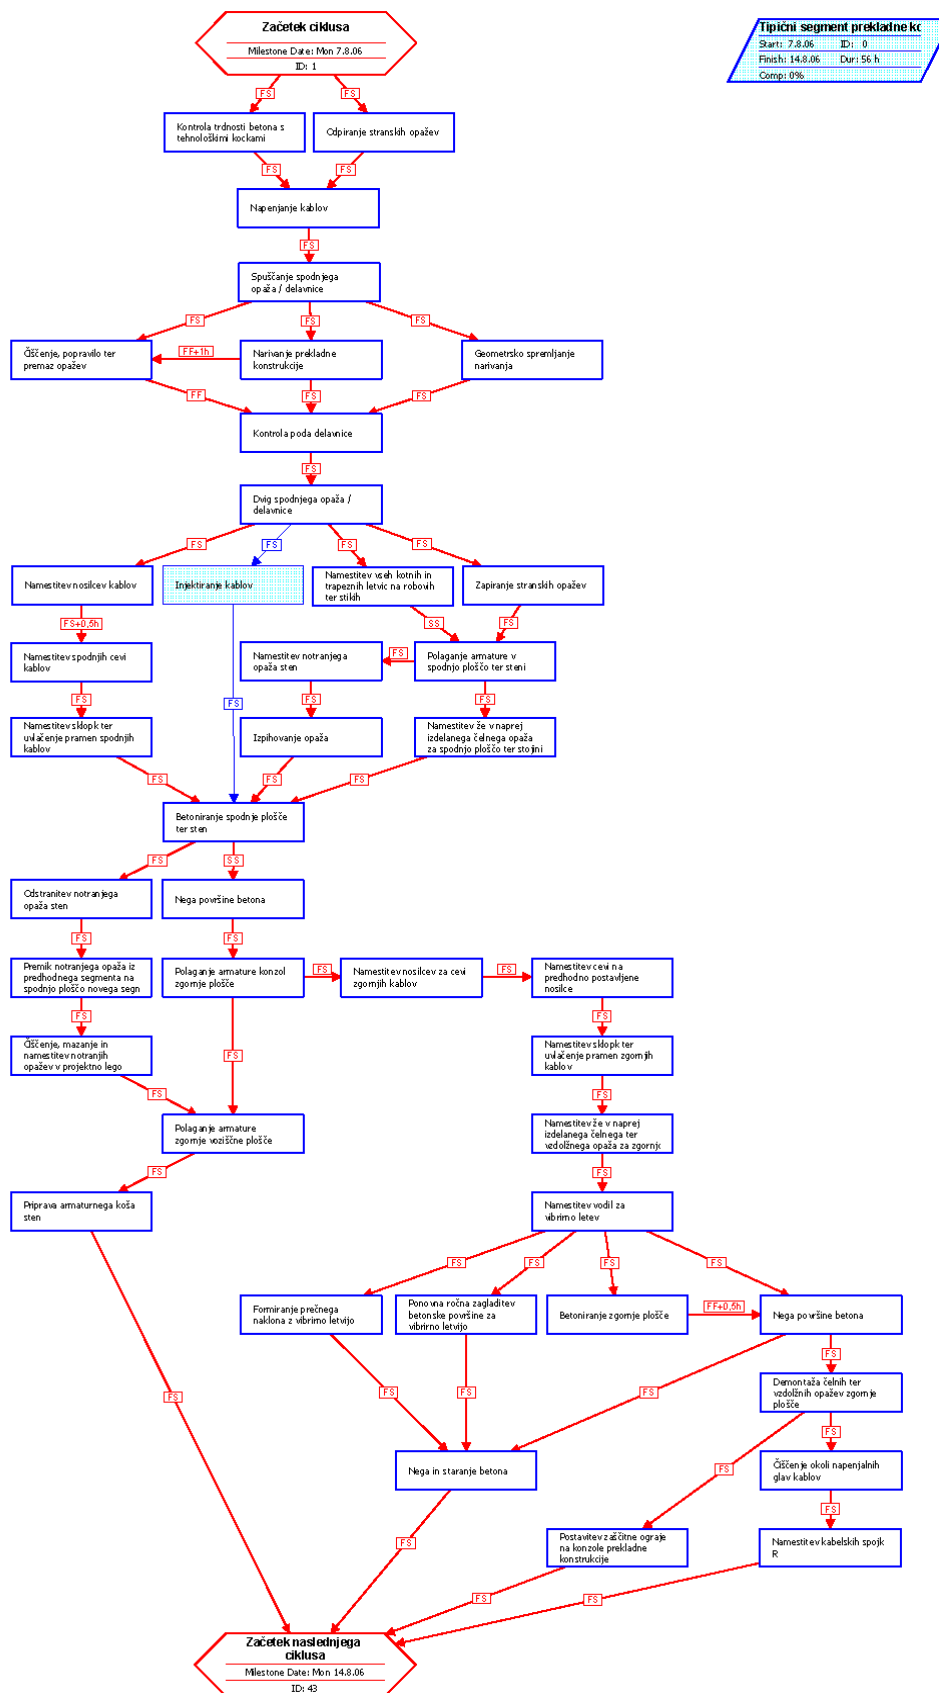 Začetek ciklusa
Milestone Date: Mon 7.8.06
ID: 1
Tipični segment prekladne kc
Start: 7.8.06 ID: 0
Finish: 14.8.06 Dur: 56 h
Comp: 0%
FS FS
Kontrola trdnosti betona s
tehnološkimi kockami
Odpiranje stranskih opažev
FS FS
Napenjanje kablov
FS
Spuščanje spodnjega
opaža / delavnice
FS FS FS
Čiščenje, popravilo ter
premaz opažev
FF+1h
Narivanje prekladne
konstrukcije
Geometrsko spremljanje
narivanja
FF FS FS
Kontrola poda delavnice
FS
Dvig spodnjega opaža /
delavnice
FS FS FS FS
Namestitev nosilcev kablov
Injektiranje kablov
Namestitev vseh kotnih in
trapeznih letvic na robovih
ter stikih
Zapiranje stranskih opažev
FS+0,5h SS FS
Namestitev spodnjih cevi
kablov
Namestitev notranjega
opaža sten
FS
Polaganje armature v
spodnjo ploščo ter steni
FS FS FS FS
Namestitev sklopk ter
uvlačenje pramen spodnjih
kablov
Izpihovanje opaža
Namestitev že v naprej
izdelanega čelnega opaža
za spodnjo ploščo ter stojini
FS FS FS
Betoniranje spodnje plošče
ter sten
FS SS
Odstranitev notranjega
opaža sten
Nega površine betona
FS FS
Premik notranjega opaža iz
predhodnega segmenta na
spodnjo ploščo novega segn
Polaganje armature konzol
zgornje plošče
FS
Namestitev nosilcev za cevi
zgornjih kablov
FS
Namestitev cevi na
predhodno postavljene
nosilce
FS FS FS
Čiščenje, mazanje in
namestitev notranjih
opažev v projektno lego
Namestitev sklopk ter
uvlačenje pramen zgornjih
kablov
FS FS
Polaganje armature
zgornje voziščne plošče
Namestitev že v naprej
izdelanega čelnega ter
vzdolžnega opaža za zgornjo
FS FS
Priprava armaturnega koša
sten
Namestitev vodil za
vibrirno letev
FS FS FS FS
Formiranje prečnega
naklona z vibrirno letvijo
Ponovna ročna zagladitev
betonske površine za
vibrirno letvijo
Betoniranje zgornje plošče
FF+0,5h
Nega površine betona
FS
FS FS FS FS
Demontaža čelnih ter
vzdolžnih opažev zgornje
plošče
FS
Nega in staranje betona
FS
Čiščenje okoli napenjalnih
glav kablov
FS
FS
Postavitev zaščitne ograje
na konzole prekladne
konstrukcije
Namestitev kabelskih spojk
R
FS FS
Začetek naslednjega
ciklusa
Milestone Date: Mon 14.8.06
ID: 43